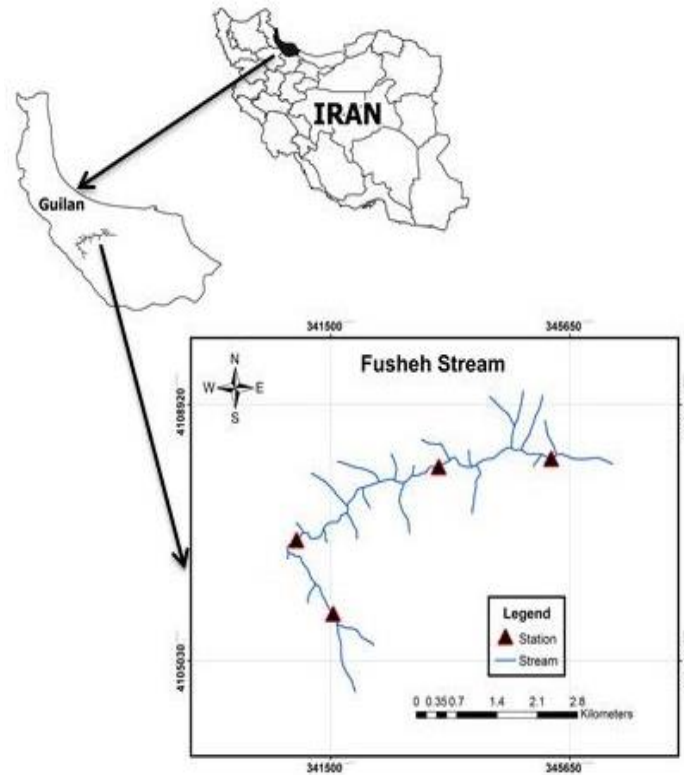 IRAN
Guilan
341500 345650
Fusheh Stream
N
W E
S
4108920
4105030
Legend
Station
Stream
0 0.35 0.7 1.4 2.1 2.8
Kilometers
341500 345650